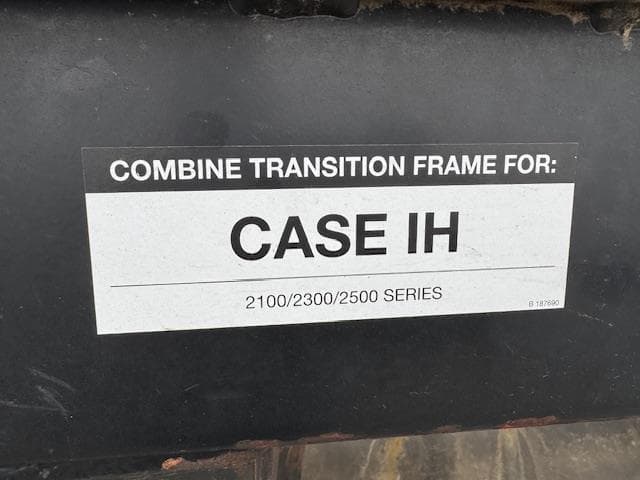 COMBINE TRANSITION FRAME FOR:
CASE IH
2100/2300/2500 SERIES
B 187690